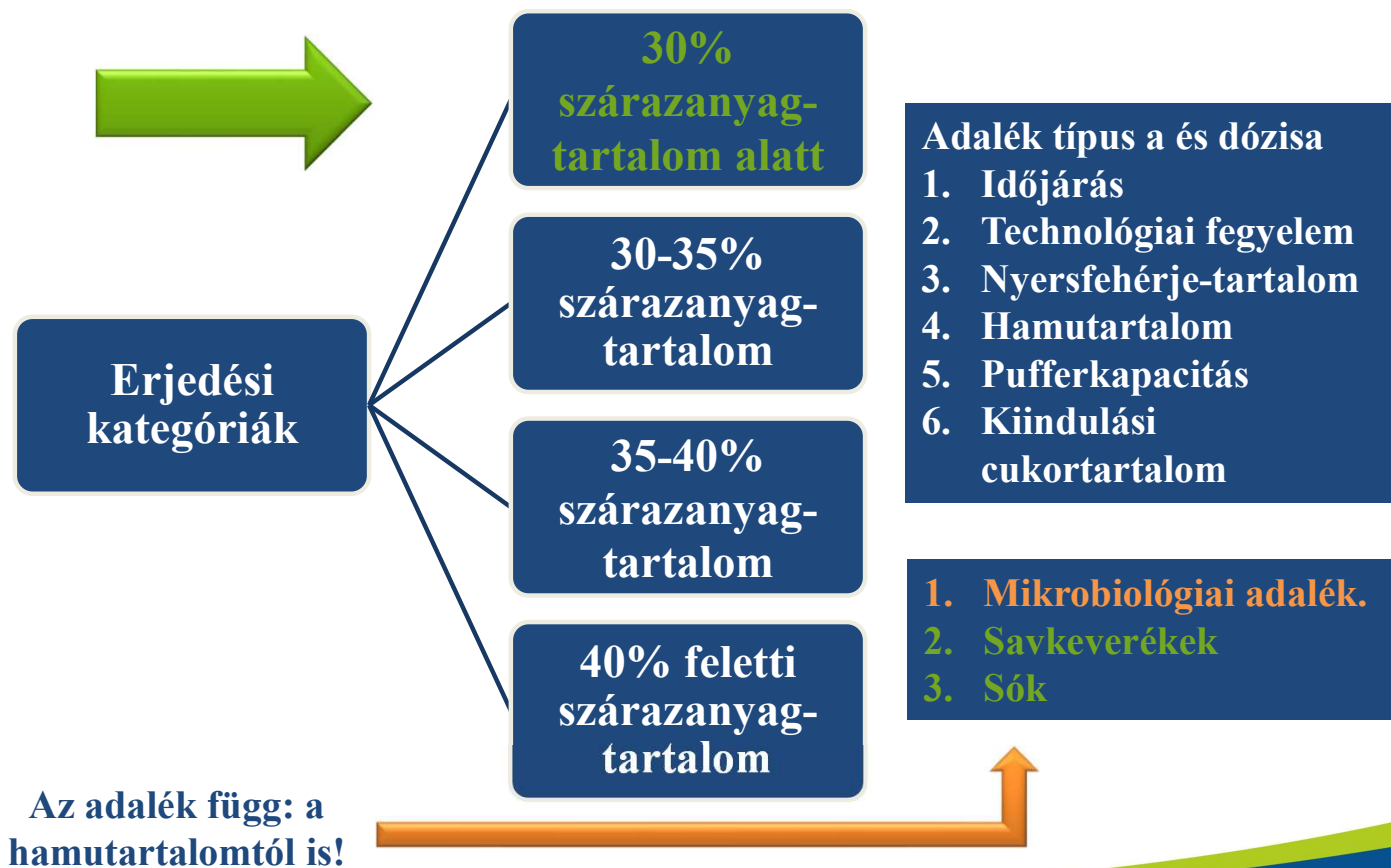 Erjedési
kategóriák
30%
szárazanyag-
tartalom alatt
30-35%
szárazanyag-
tartalom
35-40%
szárazanyag-
tartalom
40% feletti
szárazanyag-
tartalom
Adalék típus a és dózisa
1. Időjárás
2. Technológiai fegyelem
3. Nyersfehérje-tartalom
4. Hamutartalom
5. Pufferkapacitás
6. Kiindulási
cukortartalom
1. Mikrobiológiai adalék.
2. Savkeverékek
3. Sók
Az adalék függ: a
hamutartalomtól is!